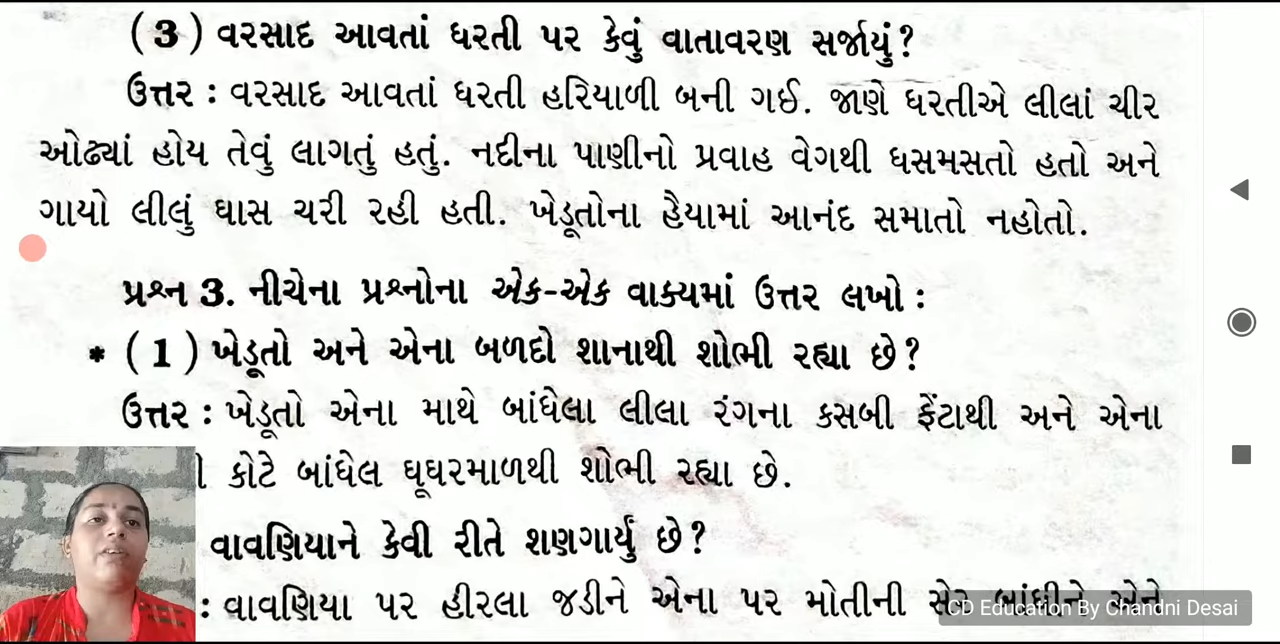 (3) વરસાદ આવતાં ધરતી પર કેવું વાતાવરણ સર્જાયું?
ઉત્તર : વરસાદ આવતાં ધરતી હરિયાળી બની ગઈ. જાણે ધરતીએ લીલાં ચીર
ઓઢ્યાં હોય તેવું લાગતું હતું. નદીના પાણીનો પ્રવાહ વેગથી ધસમસતો હતો અને
ગાયો લીલું ઘાસ ચરી રહી હતી. ખેડૂતોના હૈયામાં આનંદ સમાતો નહોતો.
પ્રશ્ન 3. નીચેના પ્રશ્નોના એક-એક વાક્યમાં ઉત્તર લખો :
* (1) ખેડૂતો અને એના બળદો શાનાથી શોભી રહ્યા છે?
ઉત્તર : ખેડૂતો એના માથે બાંધેલા લીલા રંગના કસબી ફેંટાથી અને એના
કોટે બાંધેલ ઘૂઘરમાળથી શોભી રહ્યા છે.
વાવણિયાને કેવી રીતે શણગાર્યું છે?
: વાવણિયા પર હીરલા જડીને એના પર મોતીની સેર બાંધીને એને
CD Education By Chandni Desai